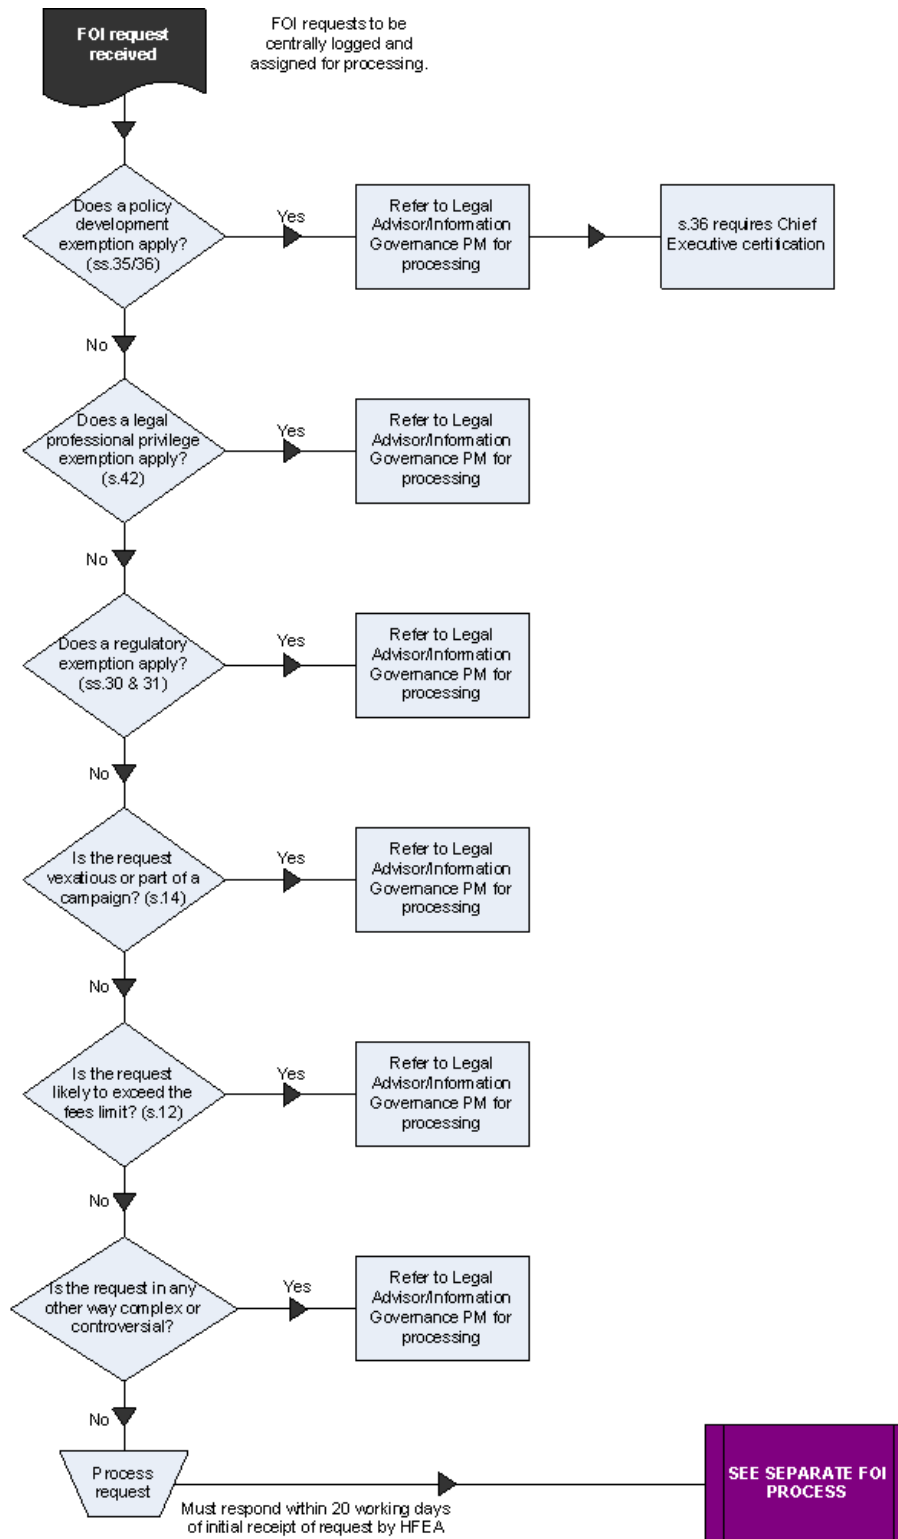 FOI request
received
FOI requests to be
centrally logged and
assigned for processing.
Does a policy
development
exemption apply?
(ss.35/36)
Yes
Refer to Legal
Advisor/Information
Governance PM for
processing
s.36 requires Chief
Executive certification
No
Does a legal
professional privilege
exemption apply?
(s.42)
Yes
Refer to Legal
Advisor/Information
Governance PM for
processing
No
Does a regulatory
exemption apply?
(ss.30 & 31)
Yes
Refer to Legal
Advisor/Information
Governance PM for
processing
No
Is the request
vexatious or part of a
campaign? (s.14)
Yes
Refer to Legal
Advisor/Information
Governance PM for
processing
No
Is the request
likely to exceed the
fees limit? (s.12)
Yes
Refer to Legal
Advisor/Information
Governance PM for
processing
No
Is the request in any
other way complex or
controversial?
Yes
Refer to Legal
Advisor/Information
Governance PM for
processing
No
Process
request
Must respond within 20 working days
of initial receipt of request by HFEA
SEE SEPARATE FOI
PROCESS